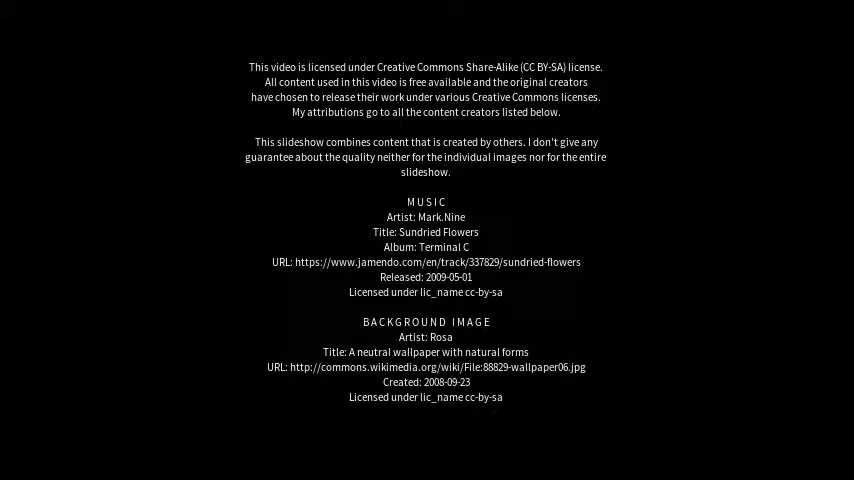 This video is licensed under Creative Commons Share-Alike (CC BY-SA) license.
All content used in this video is free available and the original creators
have chosen to release their work under various Creative Commons licenses.
My attributions go to all the content creators listed below.
This slideshow combines content that is created by others. I don't give any
guarantee about the quality neither for the individual images nor for the entire
slideshow.
MUSIC
Artist: Mark.Nine
Title: Sundried Flowers
Album: Terminal C
URL: https://www.jamendo.com/en/track/337829/sundried-flowers
Released: 2009-05-01
Licensed under lic_name cc-by-sa
BACKGROUND IMAGE
Artist: Rosa
Title: A neutral wallpaper with natural forms
URL: http://commons.wikimedia.org/wiki/File:88829-wallpaper06.jpg
Created: 2008-09-23
Licensed under lic_name cc-by-sa